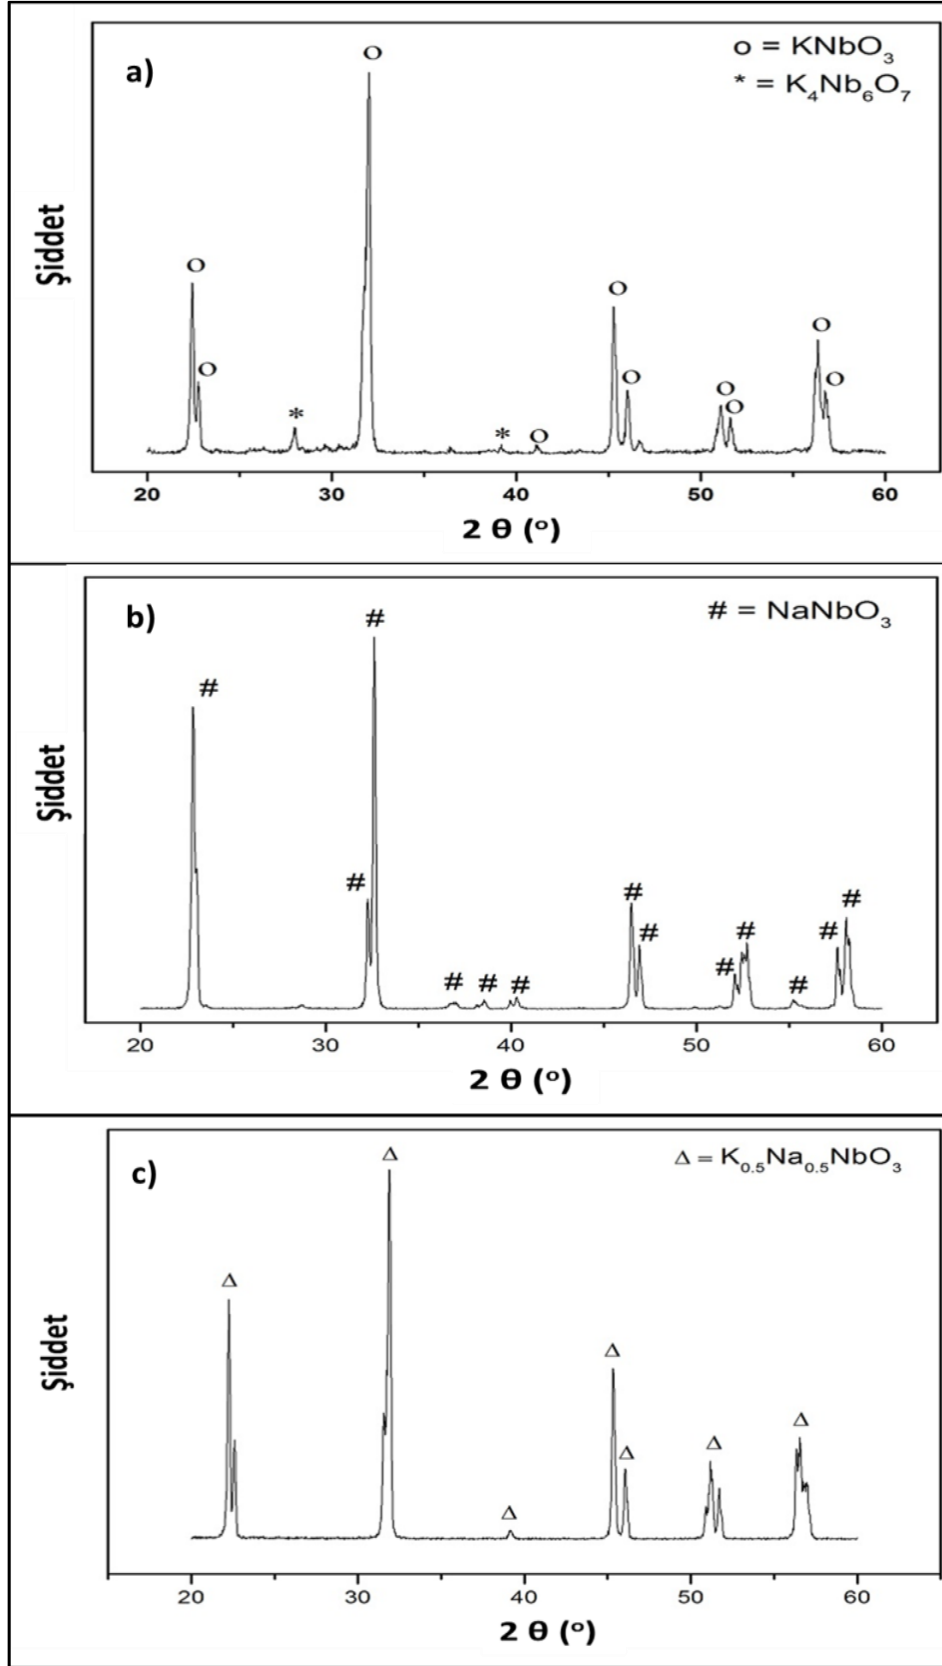 a)
o = KNbO₃
* = K₄Nb₆O₇
Şiddet
o
o
o
*
*
o
o
o
o
o
o
o
20 30 40 50 60
2 θ (°)
b)
# = NaNbO₃
Şiddet
#
#
#
#
#
#
#
#
#
#
#
#
#
20 30 40 50 60
2 θ (°)
c)
Δ = K₀.₅Na₀.₅NbO₃
Şiddet
Δ
Δ
Δ
Δ
Δ
Δ
Δ
20 30 40 50 60
2 θ (°)